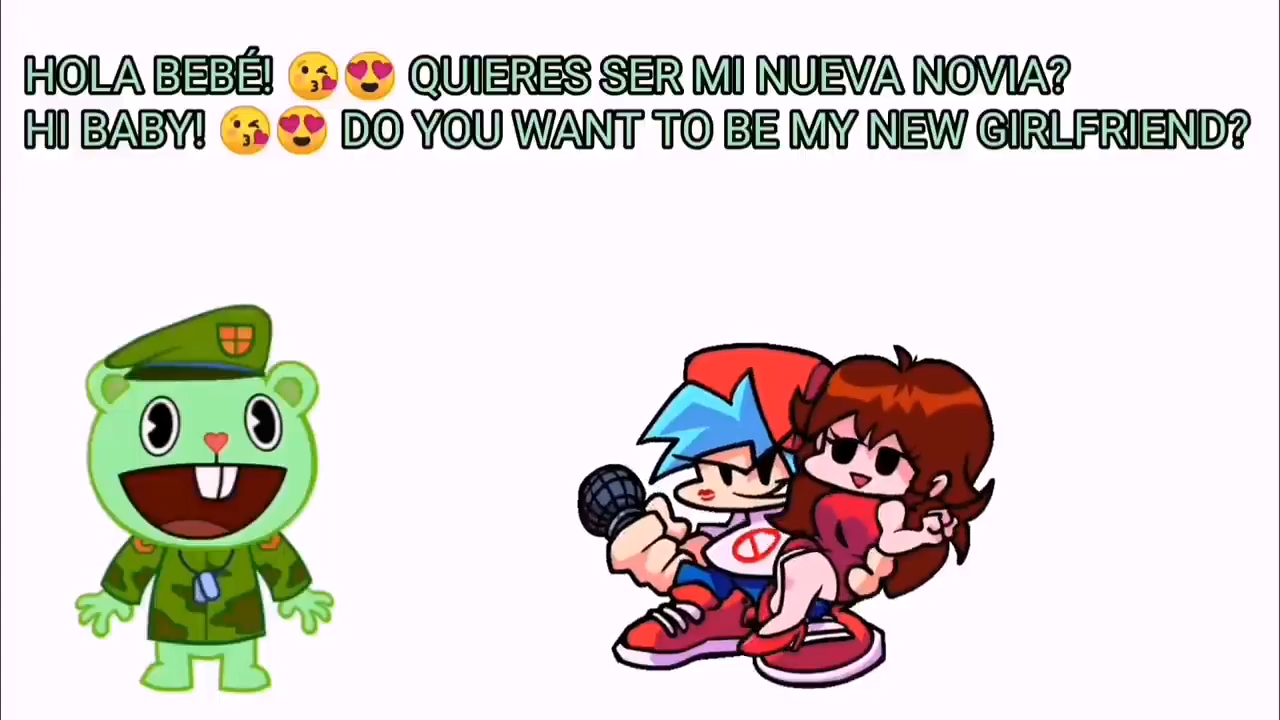 HOLA BEBÉ! 😘😍 QUIERES SER MI NUEVA NOVIA?
HI BABY! 😘😍 DO YOU WANT TO BE MY NEW GIRLFRIEND?